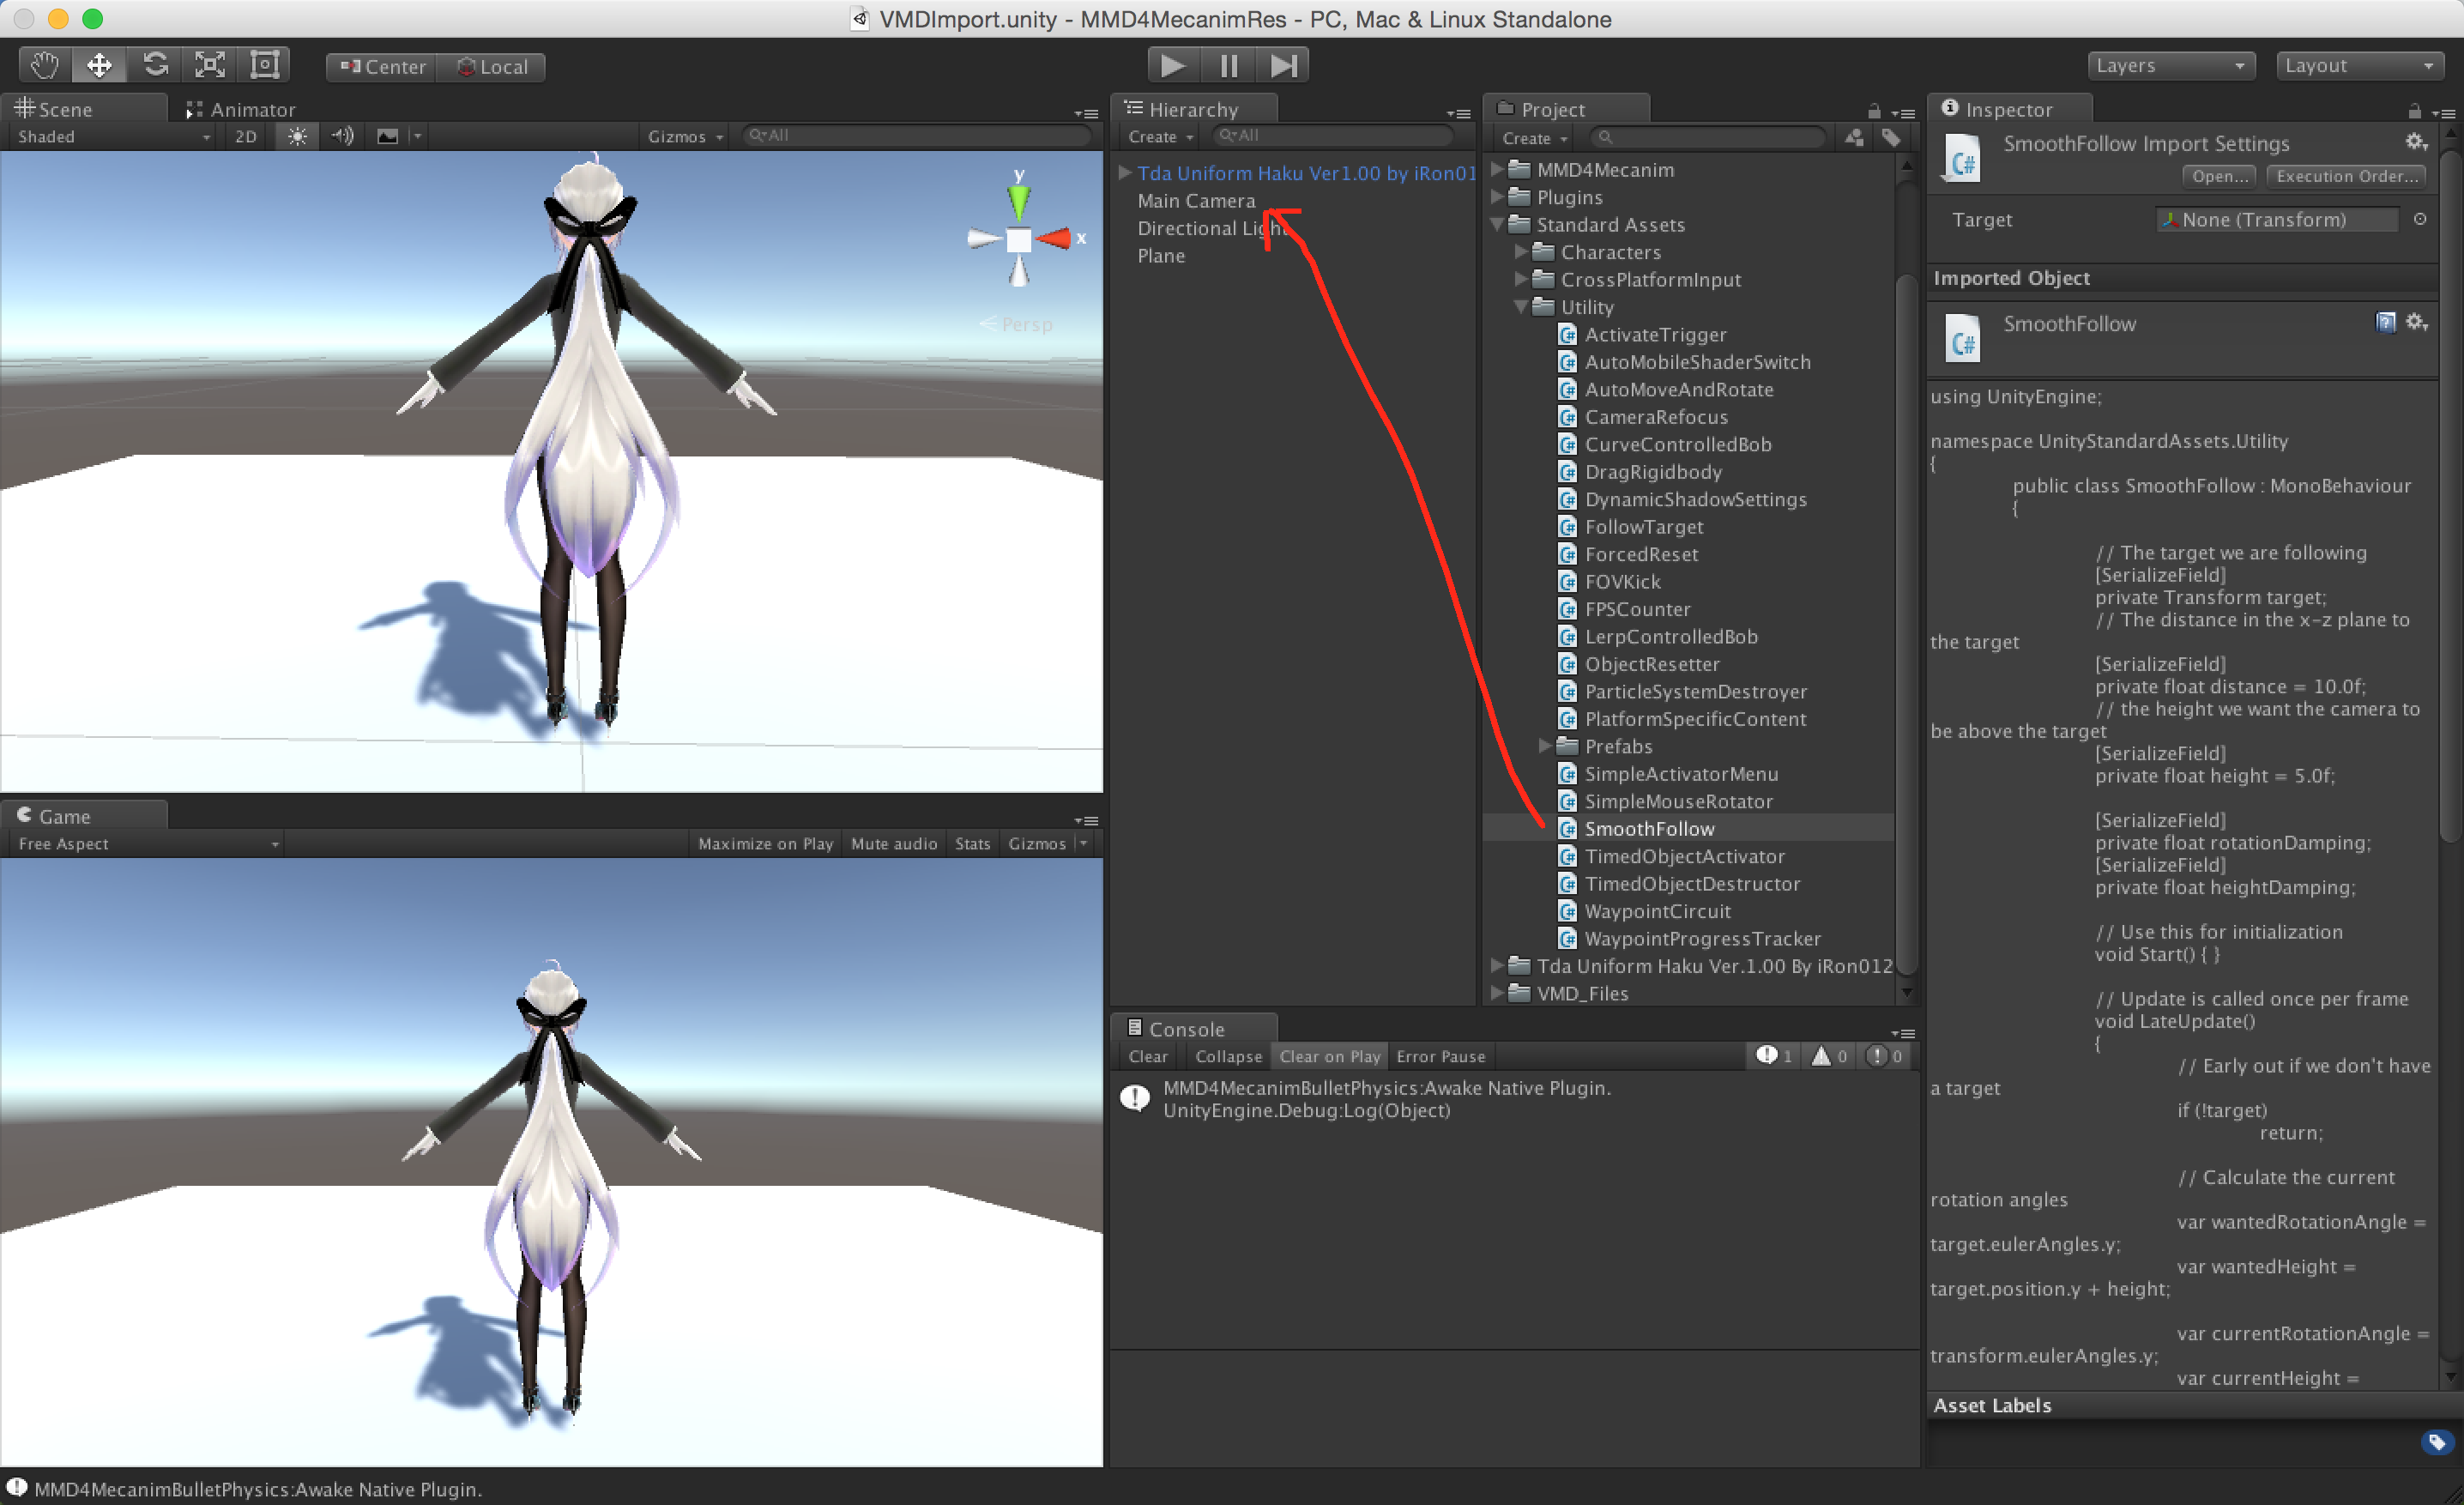 VMDImport.unity - MMD4MecanimRes - PC, Mac & Linux Standalone
Center Local
Layers Layout
Scene Animator
Shaded 2D Gizmos All
y
x
Persp
Game
Free Aspect Maximize on Play Mute audio Stats Gizmos
Hierarchy
Create All
Tda Uniform Haku Ver1.00 by iRon01
Main Camera
Directional Light
Plane
Project
Create
MMD4Mecanim
Plugins
Standard Assets
Characters
CrossPlatformInput
Utility
C# ActivateTrigger
C# AutoMobileShaderSwitch
C# AutoMoveAndRotate
C# CameraRefocus
C# CurveControlledBob
C# DragRigidbody
C# DynamicShadowSettings
C# FollowTarget
C# ForcedReset
C# FOVKick
C# FPSCounter
C# LerpControlledBob
C# ObjectResetter
C# ParticleSystemDestroyer
C# PlatformSpecificContent
Prefabs
C# SimpleActivatorMenu
C# SimpleMouseRotator
C# SmoothFollow
C# TimedObjectActivator
C# TimedObjectDestructor
C# WaypointCircuit
C# WaypointProgressTracker
Tda Uniform Haku Ver.1.00 By iRon012
VMD_Files
Console
Clear Collapse Clear on Play Error Pause 1 0 0
MMD4MecanimBulletPhysics:Awake Native Plugin.
UnityEngine.Debug:Log(Object)
Inspector
C# SmoothFollow Import Settings
Open... Execution Order...
Target None (Transform)
Imported Object
C# SmoothFollow
using UnityEngine;
namespace UnityStandardAssets.Utility
{
public class SmoothFollow : MonoBehaviour
{
// The target we are following
[SerializeField]
private Transform target;
// The distance in the x-z plane to
the target
[SerializeField]
private float distance = 10.0f;
// the height we want the camera to
be above the target
[SerializeField]
private float height = 5.0f;
[SerializeField]
private float rotationDamping;
[SerializeField]
private float heightDamping;
// Use this for initialization
void Start() { }
// Update is called once per frame
void LateUpdate()
{
// Early out if we don't have
a target
if (!target)
return;
// Calculate the current
rotation angles
var wantedRotationAngle =
target.eulerAngles.y;
var wantedHeight =
target.position.y + height;
var currentRotationAngle =
transform.eulerAngles.y;
var currentHeight =
Asset Labels
MMD4MecanimBulletPhysics:Awake Native Plugin.